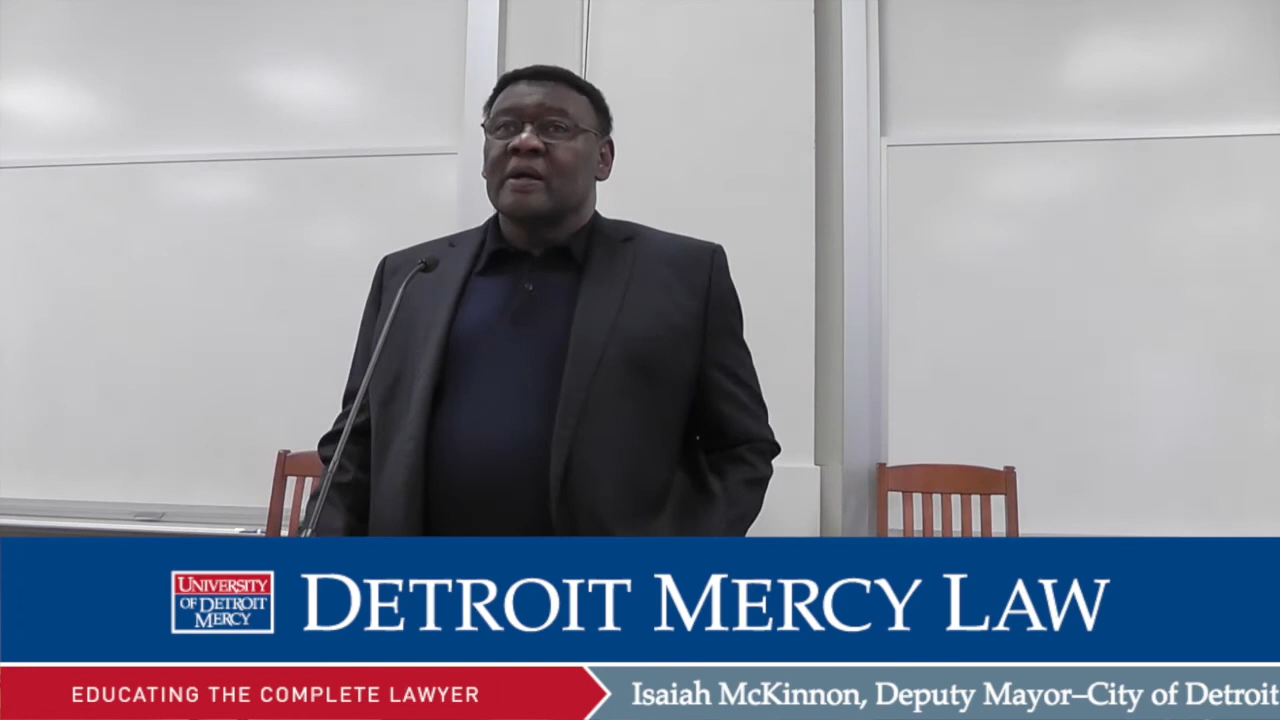 UNIVERSITY
OF DETROIT
MERCY
DETROIT MERCY LAW
EDUCATING THE COMPLETE LAWYER
Isaiah McKinnon, Deputy Mayor–City of Detroit